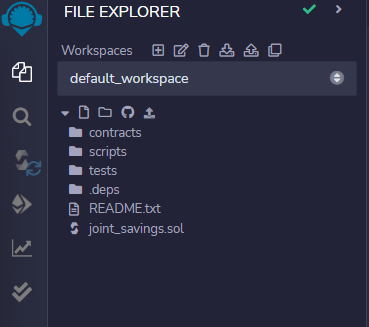 FILE EXPLORER
Workspaces
default_workspace
contracts
scripts
tests
.deps
README.txt
joint_savings.sol